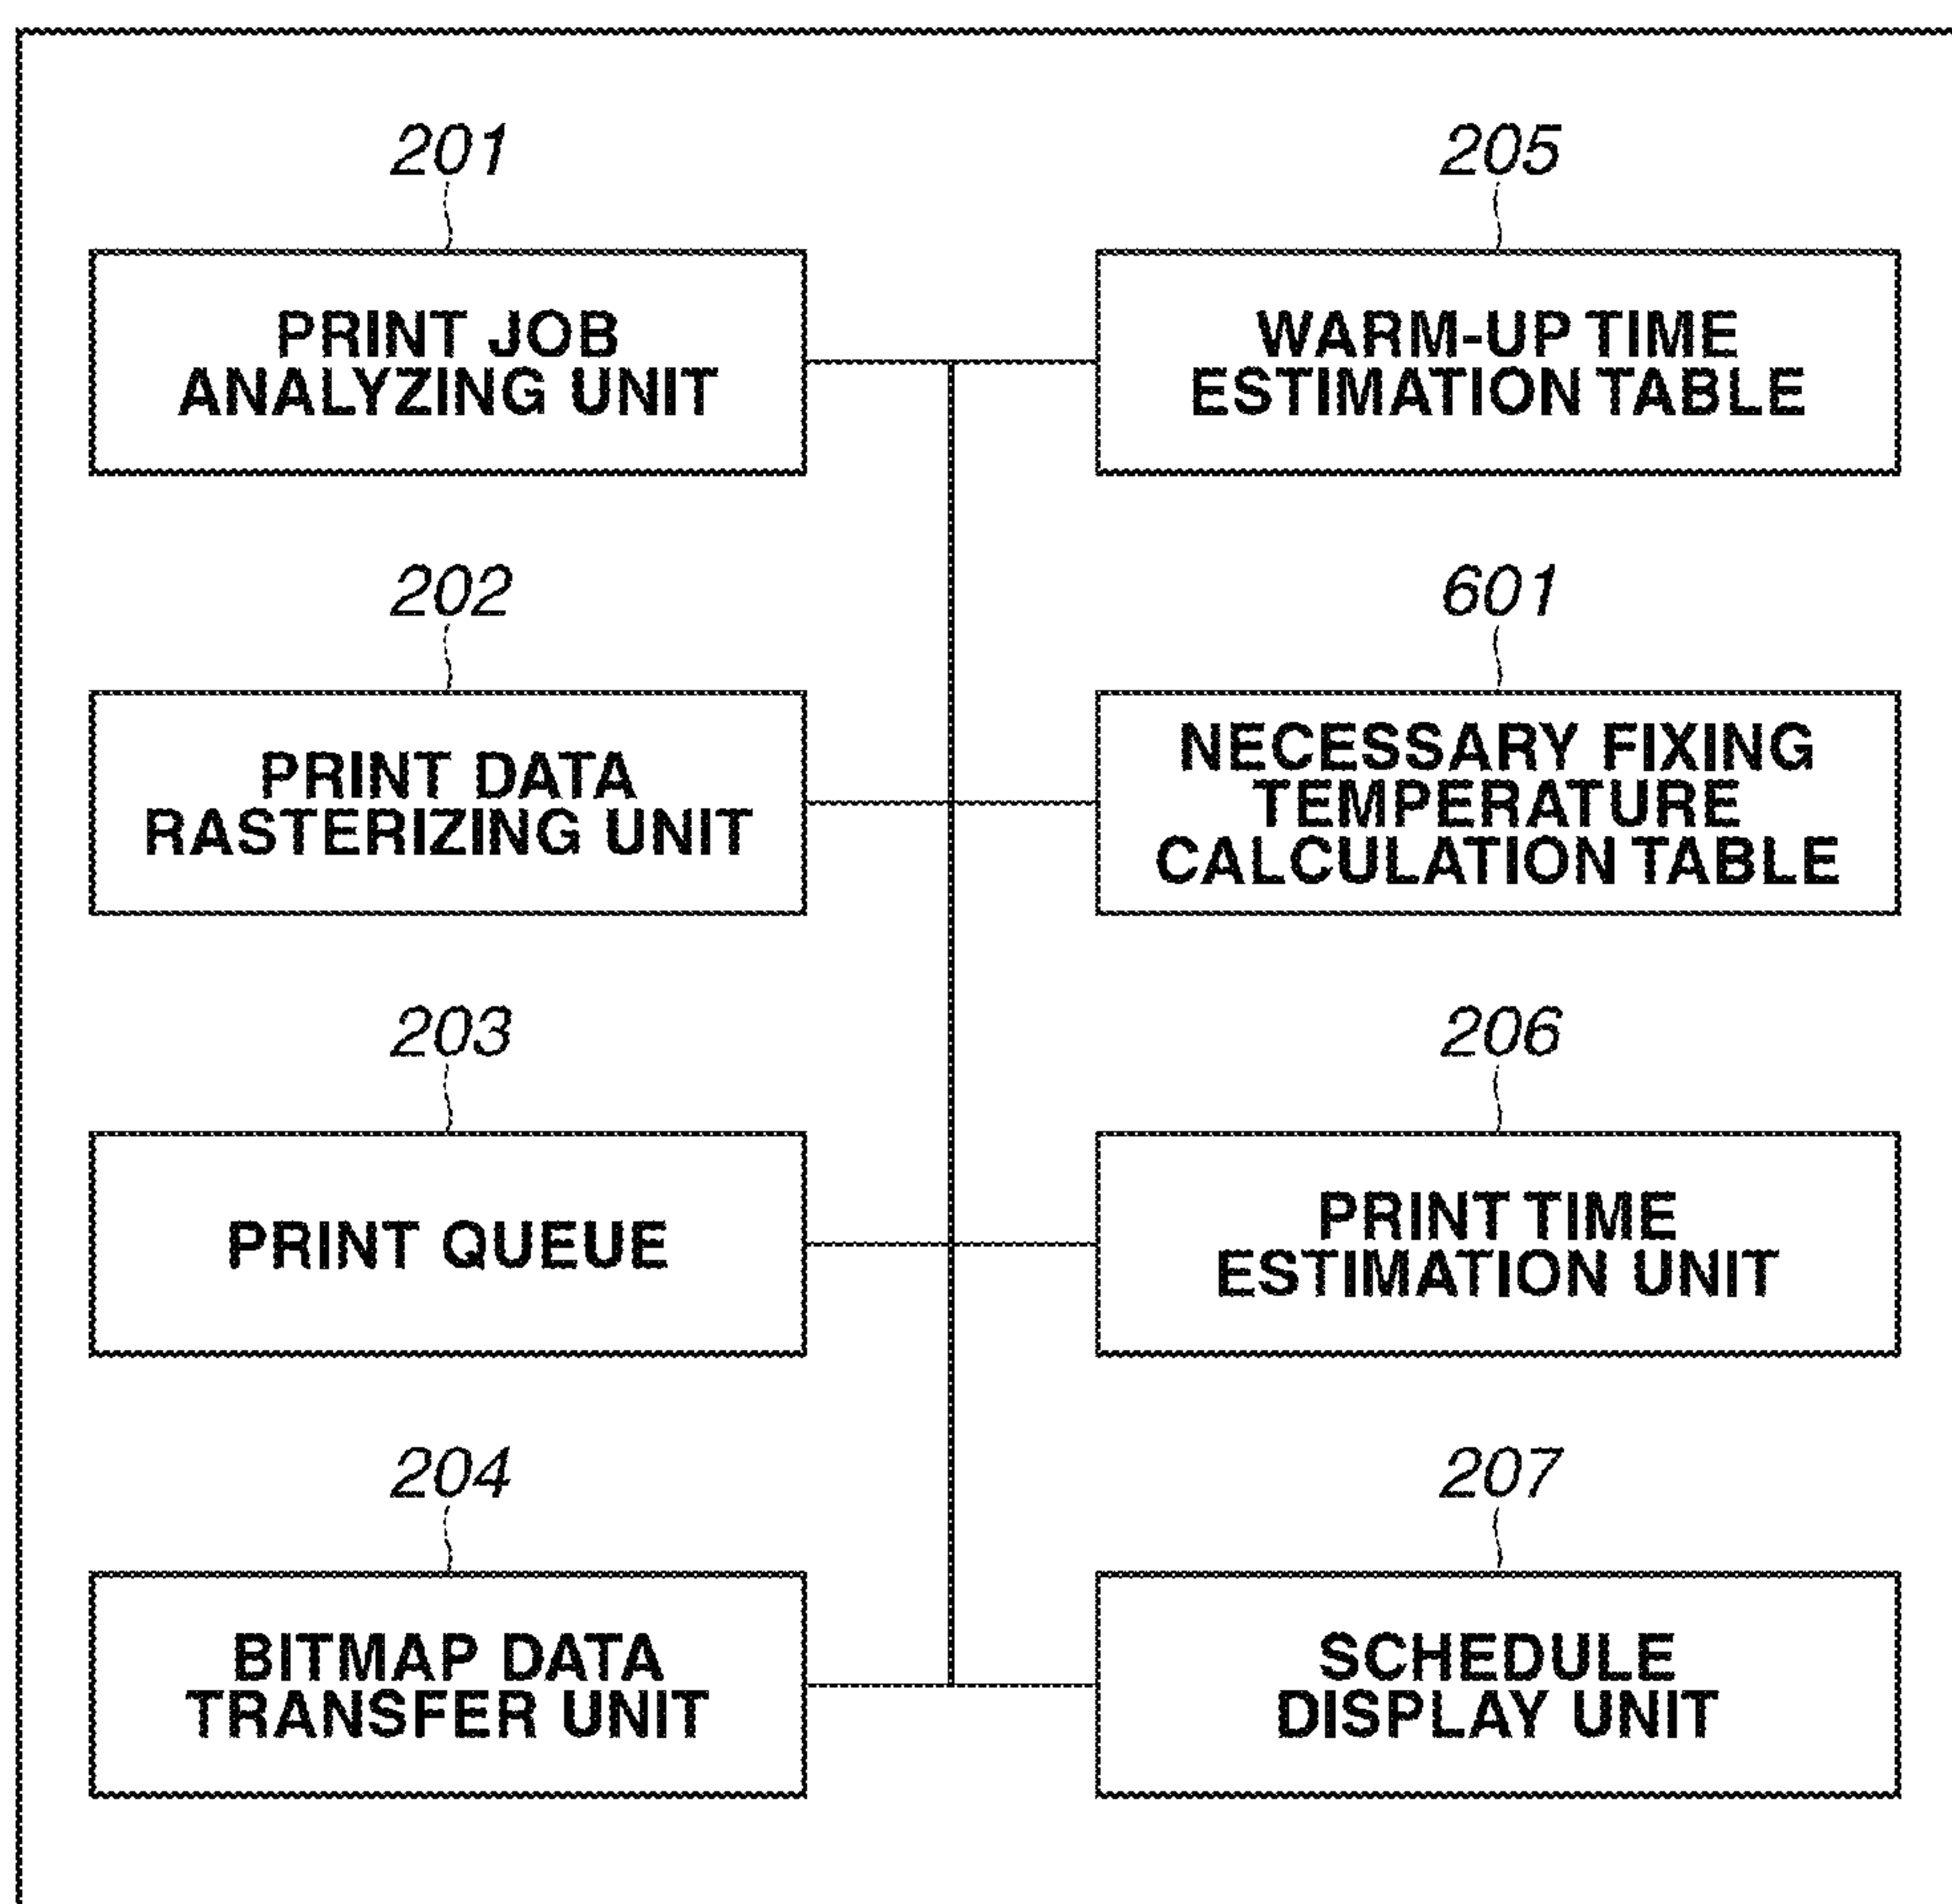 201
PRINT JOB
ANALYZING UNIT
202
PRINT DATA
RASTERIZING UNIT
203
PRINT QUEUE
204
BITMAP DATA
TRANSFER UNIT
205
WARM-UP TIME
ESTIMATION TABLE
601
NECESSARY FIXING
TEMPERATURE
CALCULATION TABLE
206
PRINT TIME
ESTIMATION UNIT
207
SCHEDULE
DISPLAY UNIT